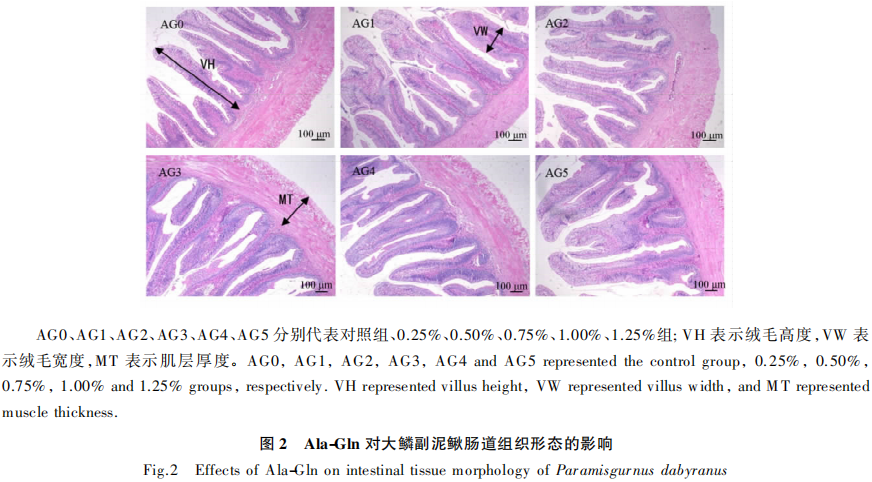 AG0
VH
100 μm
AG1
VW
100 μm
AG2
100 μm
AG3
MT
100 μm
AG4
100 μm
AG5
100 μm
AG0、AG1、AG2、AG3、AG4、AG5 分别代表对照组、0.25%、0.50%、0.75%、1.00%、1.25%组; VH 表示绒毛高度, VW 表
示绒毛宽度, MT 表示肌层厚度。AG0, AG1, AG2, AG3, AG4 and AG5 represented the control group, 0.25%, 0.50%,
0.75%, 1.00% and 1.25% groups, respectively. VH represented villus height, VW represented villus width, and MT represented
muscle thickness.
图 2 Ala-Gln 对大鳞副泥鳅肠道组织形态的影响
Fig.2 Effects of Ala-Gln on intestinal tissue morphology of Paramisgurnus dabyranus